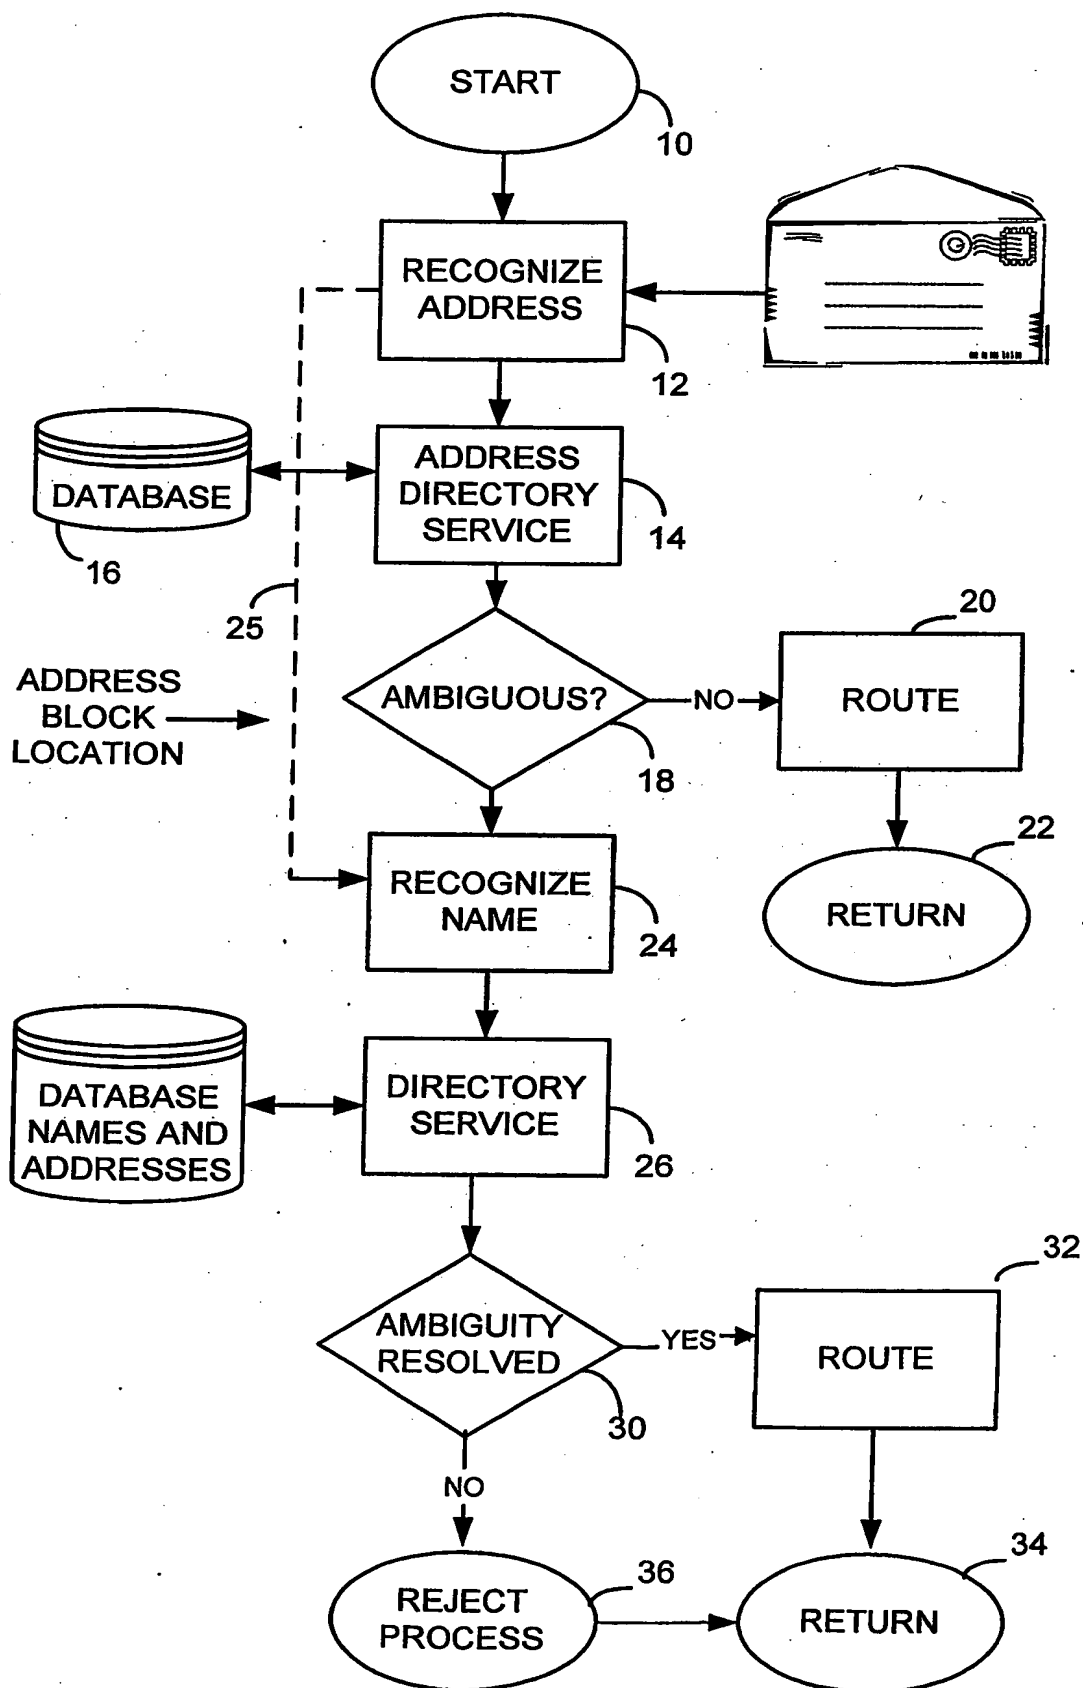 START
10
RECOGNIZE
ADDRESS
12
ADDRESS
DIRECTORY
SERVICE
14
DATABASE
16
25
ADDRESS
BLOCK
LOCATION
AMBIGUOUS?
18
NO
20
ROUTE
22
RETURN
RECOGNIZE
NAME
24
DATABASE
NAMES AND
ADDRESSES
DIRECTORY
SERVICE
26
AMBIGUITY
RESOLVED
30
YES
32
ROUTE
NO
34
RETURN
36
REJECT
PROCESS